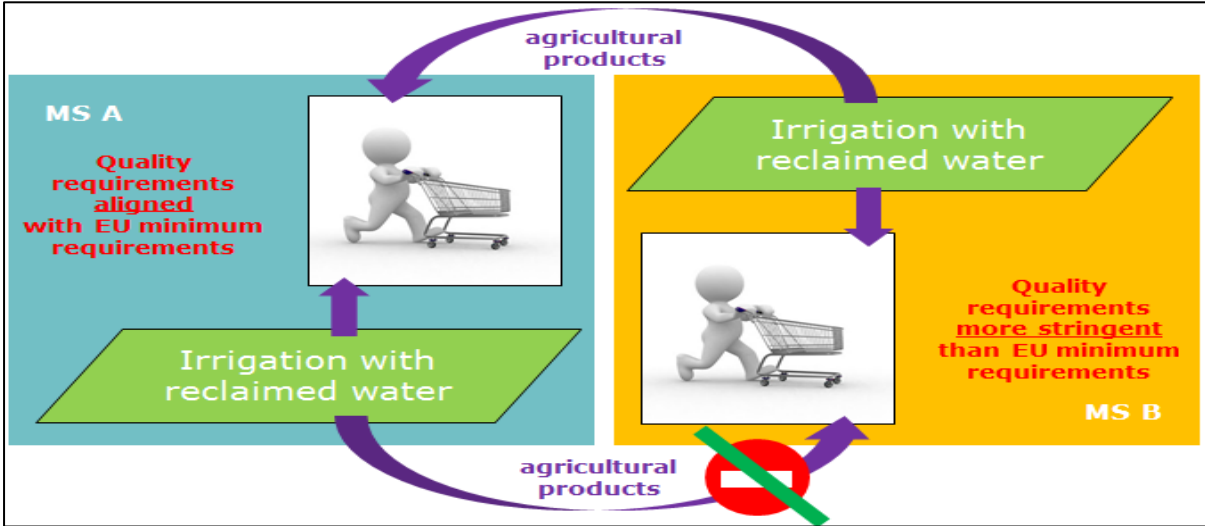 agricultural
products
MS A
Quality
requirements
aligned
with EU minimum
requirements
Irrigation with
reclaimed water
Irrigation with
reclaimed water
Quality
requirements
more stringent
than EU minimum
requirements
MS B
agricultural
products